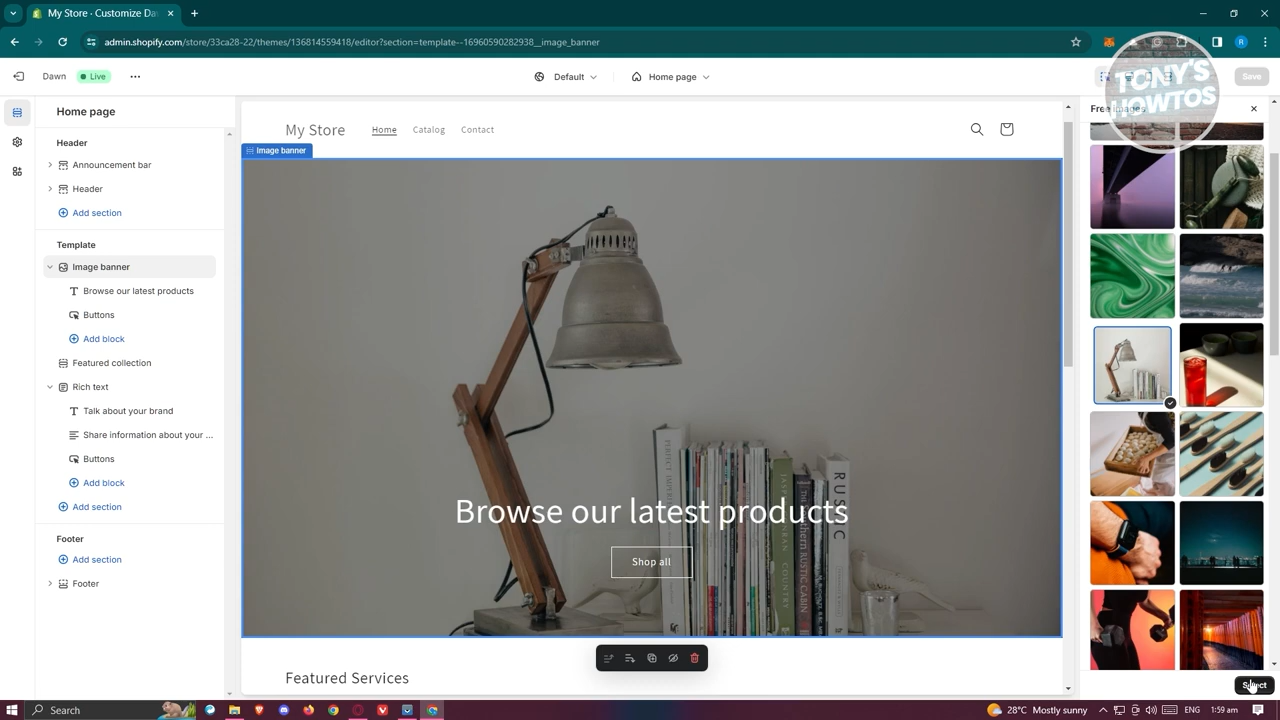 My Store · Customize Da
admin.shopify.com/store/33ca28-22/themes/136814559418/editor?section=template--16960590282938__image_banner
R
Dawn
Live
Default
Home page
Save
TONY'S
HOWTOS
Home page
Header
Announcement bar
Header
Add section
Template
Image banner
Browse our latest products
Buttons
Add block
Featured collection
Rich text
Talk about your brand
Share information about your ...
Buttons
Add block
Add section
Footer
Add section
Footer
My Store
Home
Catalog
Contact
Image banner
RUSTIC
Browse our latest products
Shop all
Featured Services
Free images
Select
Search
28°C Mostly sunny
ENG
1:59 am